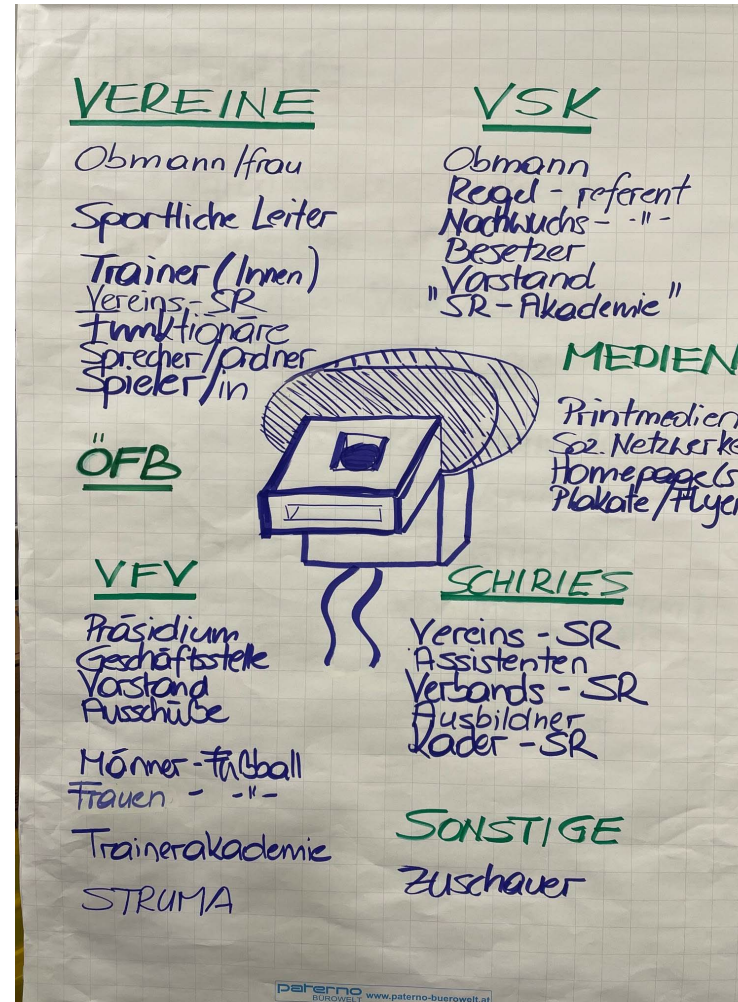 VEREINE
Obmann/frau
Sportliche Leiter
Trainer (Innen)
Vereins-SR
Funktionäre
Sprecher/Ordner
Spieler/in
ÖFB
VFV
Präsidium
Geschäftsstelle
Vorstand
Ausschüße
Männer-Fußball
Frauen - -"-
Trainerakademie
STRUMA
VSK
Obmann
Regel - referent
Nachwuchs- -"-
Besetzer
Vorstand
"SR-Akademie"
MEDIEN
Printmedien
Soz. Netzwerke
Homepage(s
Plakate/Flyer
SCHIRIES
Vereins - SR
Assistenten
Verbands - SR
Ausbildner
Kader - SR
SONSTIGE
Zuschauer
paterno
BÜROWELT www.paterno-buerowelt.at